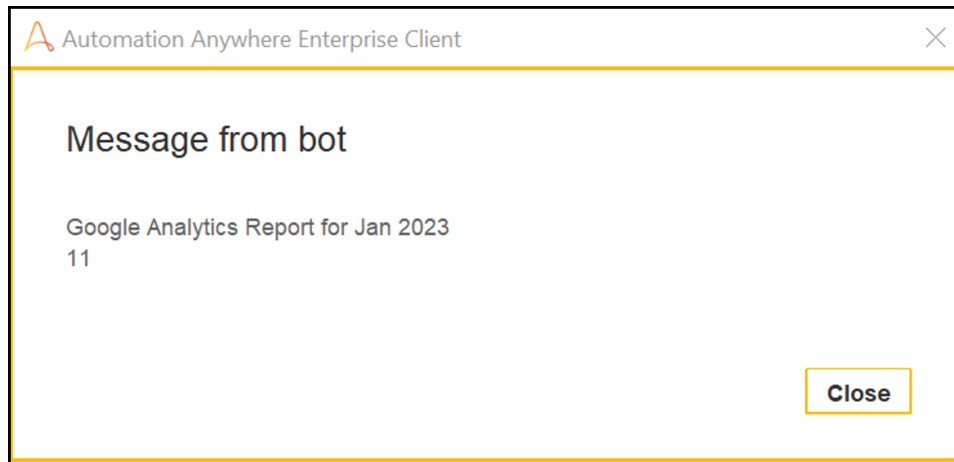 Automation Anywhere Enterprise Client
Message from bot
Google Analytics Report for Jan 2023
11
Close